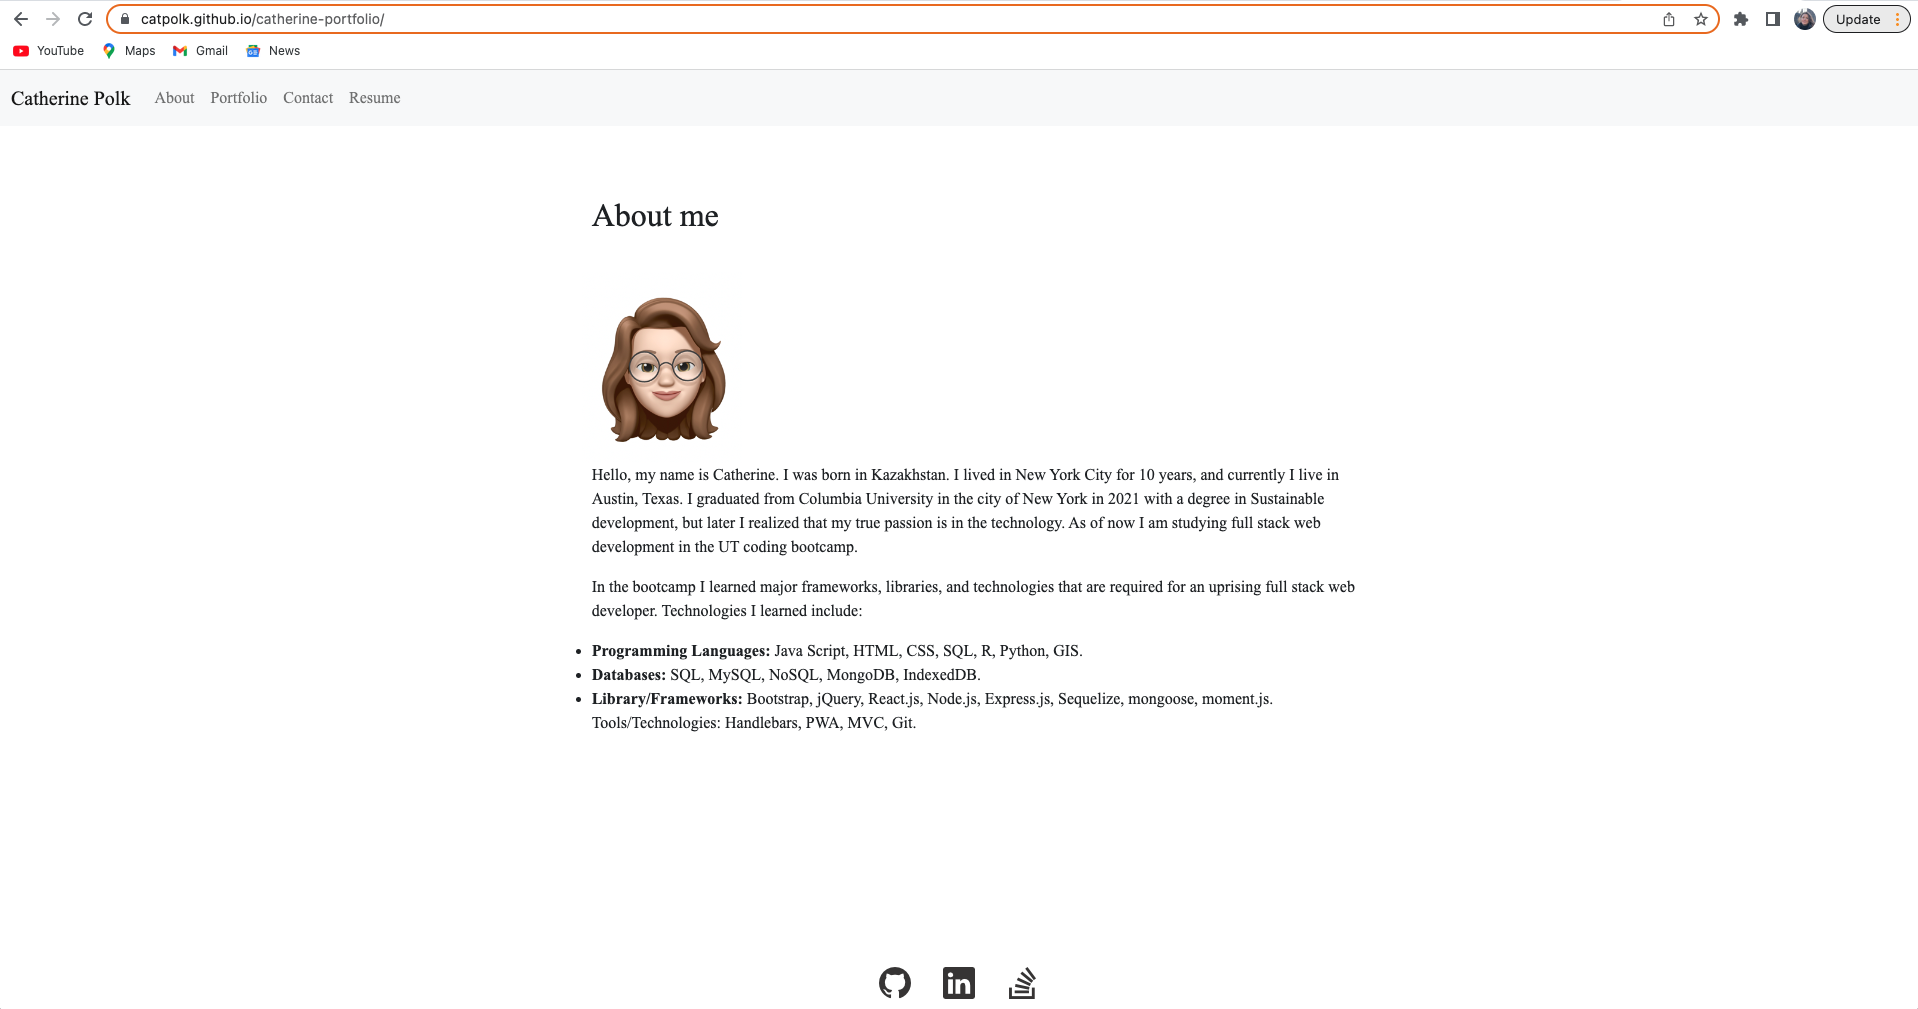 catpolk.github.io/catherine-portfolio/
Update
YouTube Maps Gmail News
Catherine Polk About Portfolio Contact Resume
About me
Hello, my name is Catherine. I was born in Kazakhstan. I lived in New York City for 10 years, and currently I live in
Austin, Texas. I graduated from Columbia University in the city of New York in 2021 with a degree in Sustainable
development, but later I realized that my true passion is in the technology. As of now I am studying full stack web
development in the UT coding bootcamp.
In the bootcamp I learned major frameworks, libraries, and technologies that are required for an uprising full stack web
developer. Technologies I learned include:
• Programming Languages: Java Script, HTML, CSS, SQL, R, Python, GIS.
• Databases: SQL, MySQL, NoSQL, MongoDB, IndexedDB.
• Library/Frameworks: Bootstrap, jQuery, React.js, Node.js, Express.js, Sequelize, mongoose, moment.js.
Tools/Technologies: Handlebars, PWA, MVC, Git.
in